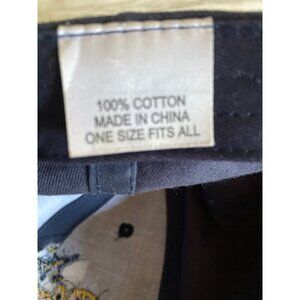 100% COTTON
MADE IN CHINA
ONE SIZE FITS ALL